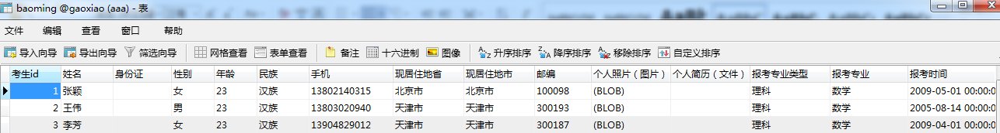 baoming @gaoxiao (aaa) - 表
文件 编辑 查看 窗口 帮助
导入向导 导出向导 筛选向导 网格查看 表单查看 备注 十六进制 图像 升序排序 降序排序 移除排序 自定义排序
考生id 姓名 身份证 性别 年龄 民族 手机 现居住地省 现居住地市 邮编 个人照片（图片） 个人简历（文件） 报考专业类型 报考专业 报考时间
1 张颖 女 23 汉族 13802140315 北京市 北京市 100098 (BLOB) 理科 数学 2009-05-01 00:00:0
2 王伟 男 23 汉族 13803020940 天津市 天津市 300193 (BLOB) 理科 数学 2005-08-14 00:00:0
3 李芳 女 23 汉族 13904829012 天津市 天津市 300187 (BLOB) 理科 数学 2009-04-01 00:00:0